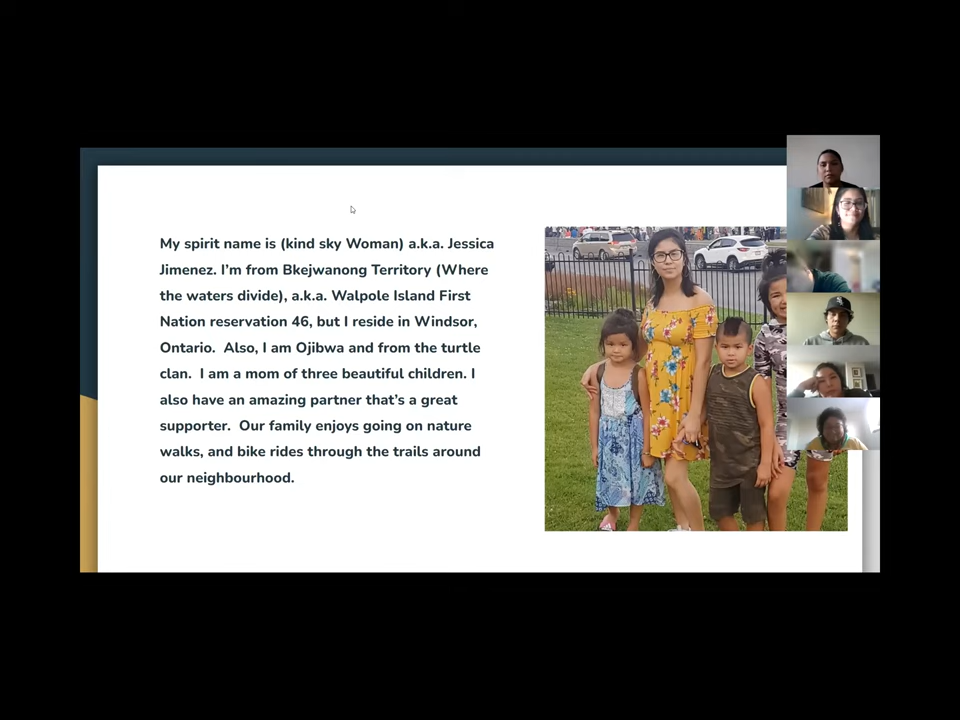 My spirit name is (kind sky Woman) a.k.a. Jessica
Jimenez. I'm from Bkejwanong Territory (Where
the waters divide), a.k.a. Walpole Island First
Nation reservation 46, but I reside in Windsor,
Ontario.  Also, I am Ojibwa and from the turtle
clan.  I am a mom of three beautiful children. I
also have an amazing partner that's a great
supporter.  Our family enjoys going on nature
walks, and bike rides through the trails around
our neighbourhood.